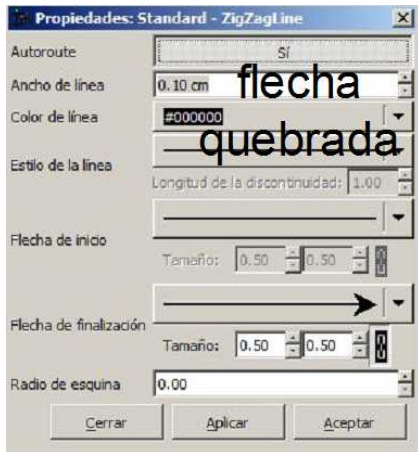 Propiedades: Standard - ZigZagLine
Autoroute
Sí
Ancho de línea
0.10 cm
flecha
Color de línea
#000000
quebrada
Estilo de la línea
Longitud de la discontinuidad: 1.00
Flecha de inicio
Tamaño: 0.50 0.50
Flecha de finalización
Tamaño: 0.50 0.50
Radio de esquina
0.00
Cerrar
Aplicar
Aceptar